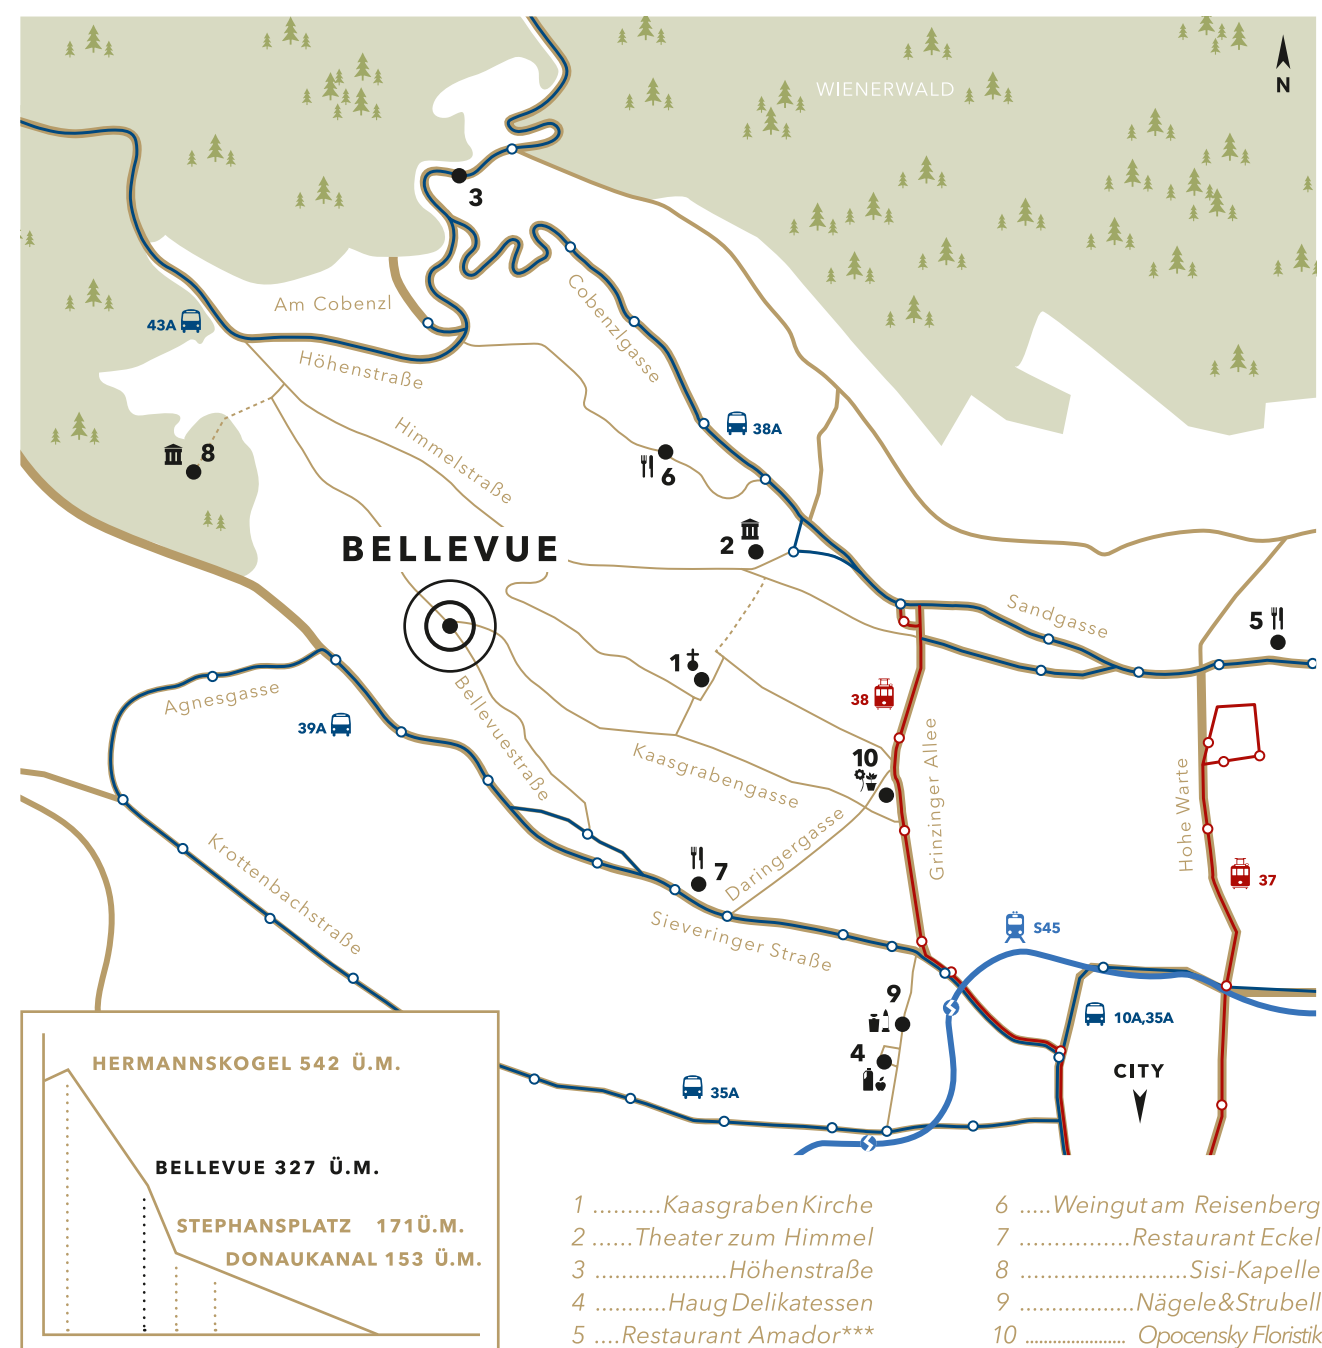 WIENERWALD
N
3
Am Cobenzl
43A
Höhenstraße
Cobenzlgasse
38A
Himmelstraße
8
6
BELLEVUE
2
Sandgasse
5
1
Agnesgasse
39A
Bellevuestraße
38
Kaasgrabengasse
10
Grinzinger Allee
Hohe Warte
Daringergasse
7
37
Krottenbachstraße
Sieveringer Straße
S45
9
10A,35A
4
CITY
35A
HERMANNSKOGEL 542 Ü.M.
BELLEVUE 327 Ü.M.
STEPHANSPLATZ 171Ü.M.
DONAUKANAL 153 Ü.M.
1 ..........Kaasgraben Kirche
2 ......Theater zum Himmel
3 ....................Höhenstraße
4 ...........Haug Delikatessen
5 ....Restaurant Amador***
6 .....Weingut am Reisenberg
7 .................Restaurant Eckel
8 .........................Sisi-Kapelle
9 .................Nägele&Strubell
10 ...................... Opocensky Floristik